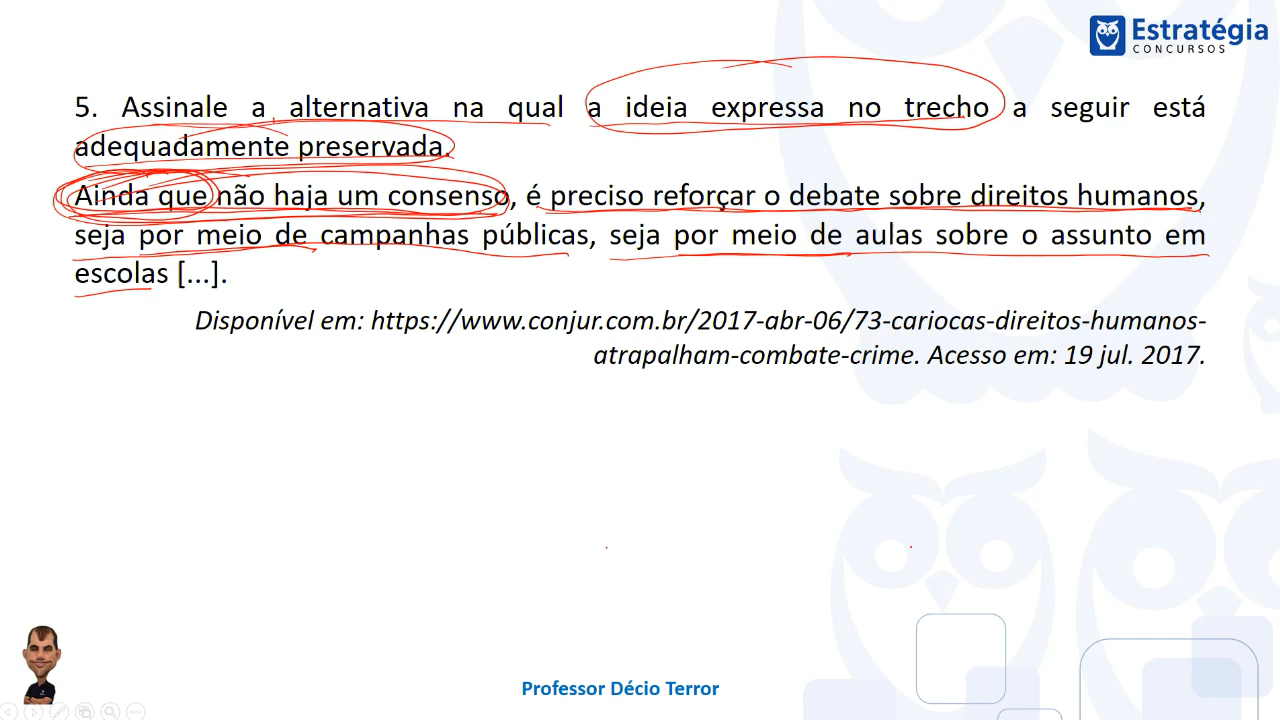 Estratégia
CONCURSOS
5. Assinale a alternativa na qual a ideia expressa no trecho a seguir está
adequadamente preservada.
Ainda que não haja um consenso, é preciso reforçar o debate sobre direitos humanos,
seja por meio de campanhas públicas, seja por meio de aulas sobre o assunto em
escolas [...].
Disponível em: https://www.conjur.com.br/2017-abr-06/73-cariocas-direitos-humanos-
atrapalham-combate-crime. Acesso em: 19 jul. 2017.
Professor Décio Terror